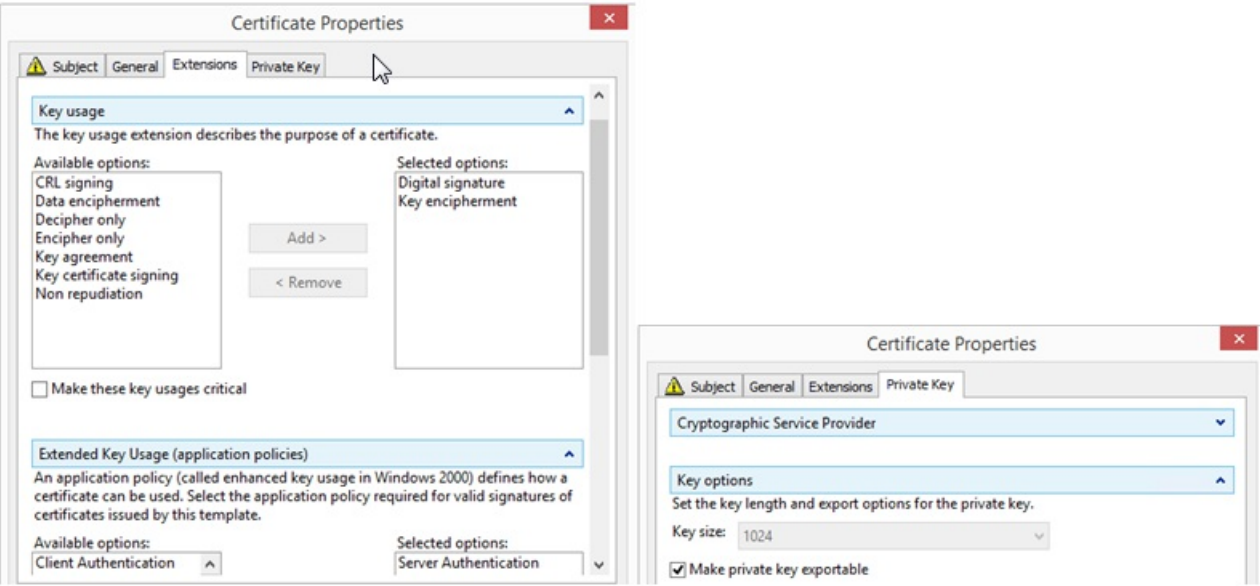 Certificate Properties
Subject General Extensions Private Key
Key usage
The key usage extension describes the purpose of a certificate.
Available options:
CRL signing
Data encipherment
Decipher only
Encipher only
Key agreement
Key certificate signing
Non repudiation
Add >
< Remove
Selected options:
Digital signature
Key encipherment
Make these key usages critical
Extended Key Usage (application policies)
An application policy (called enhanced key usage in Windows 2000) defines how a
certificate can be used. Select the application policy required for valid signatures of
certificates issued by this template.
Available options:
Client Authentication
Selected options:
Server Authentication
Certificate Properties
Subject General Extensions Private Key
Cryptographic Service Provider
Key options
Set the key length and export options for the private key.
Key size: 1024
Make private key exportable